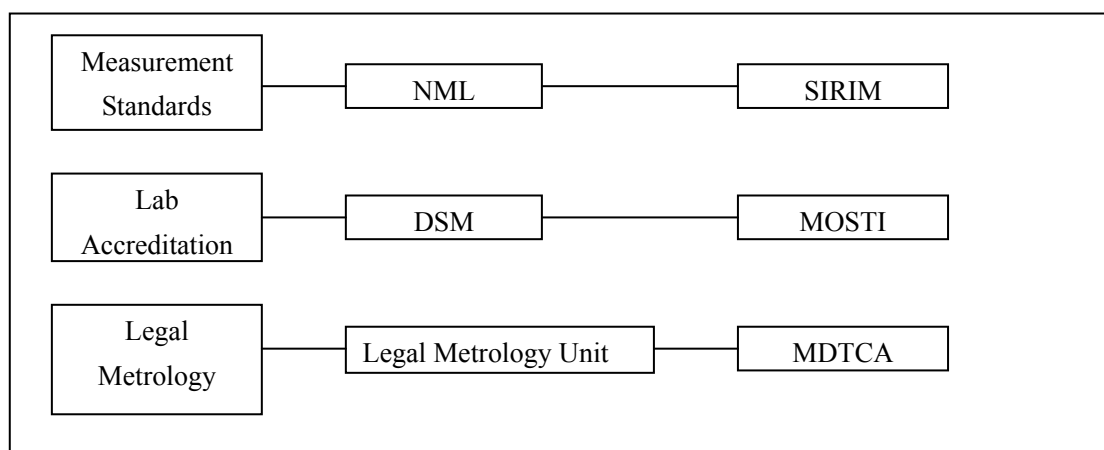 Measurement
Standards
NML
SIRIM
Lab
Accreditation
DSM
MOSTI
Legal
Metrology
Legal Metrology Unit
MDTCA